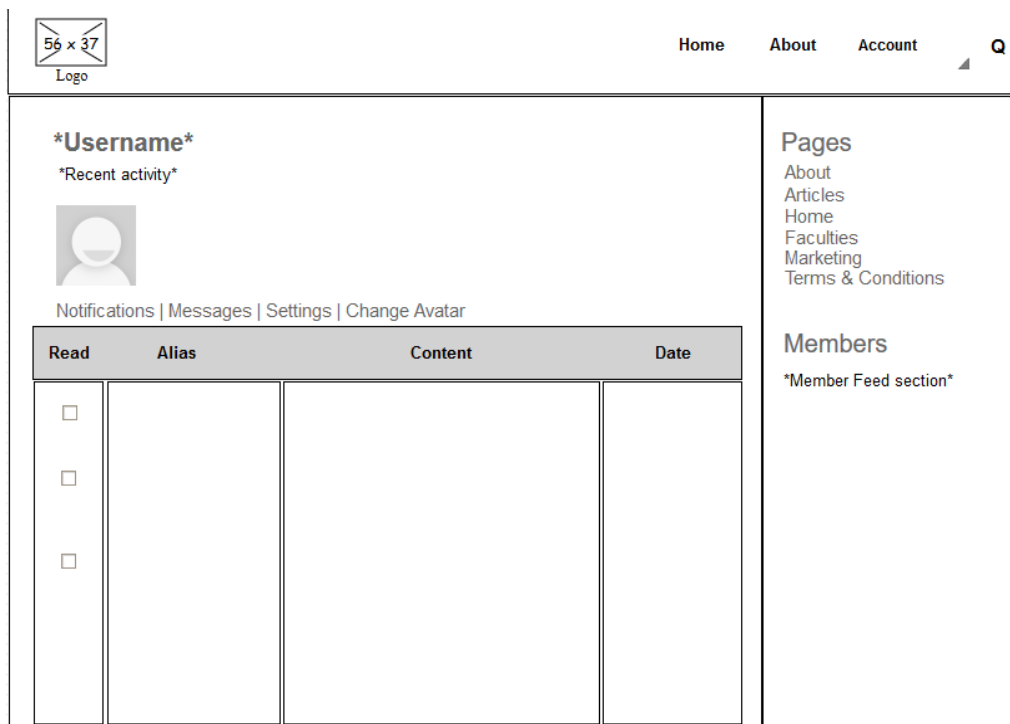 56 x 37
Logo
Home About Account Q
*Username*
*Recent activity*
Notifications | Messages | Settings | Change Avatar
Read Alias Content Date
Pages
About
Articles
Home
Faculties
Marketing
Terms & Conditions
Members
*Member Feed section*